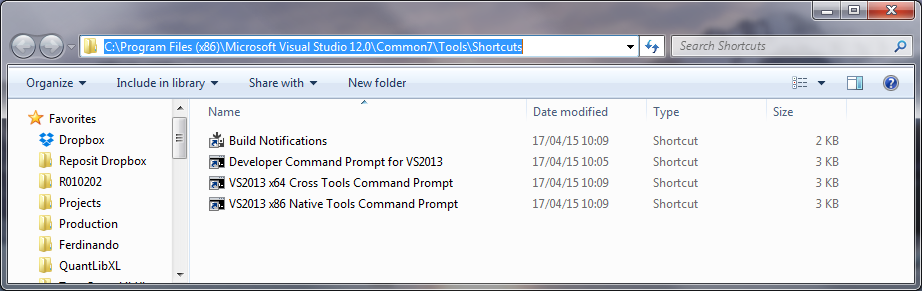 C:\Program Files (x86)\Microsoft Visual Studio 12.0\Common7\Tools\Shortcuts
Search Shortcuts
Organize Include in library Share with New folder
Name Date modified Type Size
Favorites
Dropbox
Reposit Dropbox
R010202
Projects
Production
Ferdinando
QuantLibXL
Build Notifications 17/04/15 10:09 Shortcut 2 KB
Developer Command Prompt for VS2013 17/04/15 10:05 Shortcut 3 KB
VS2013 x64 Cross Tools Command Prompt 17/04/15 10:09 Shortcut 3 KB
VS2013 x86 Native Tools Command Prompt 17/04/15 10:09 Shortcut 3 KB